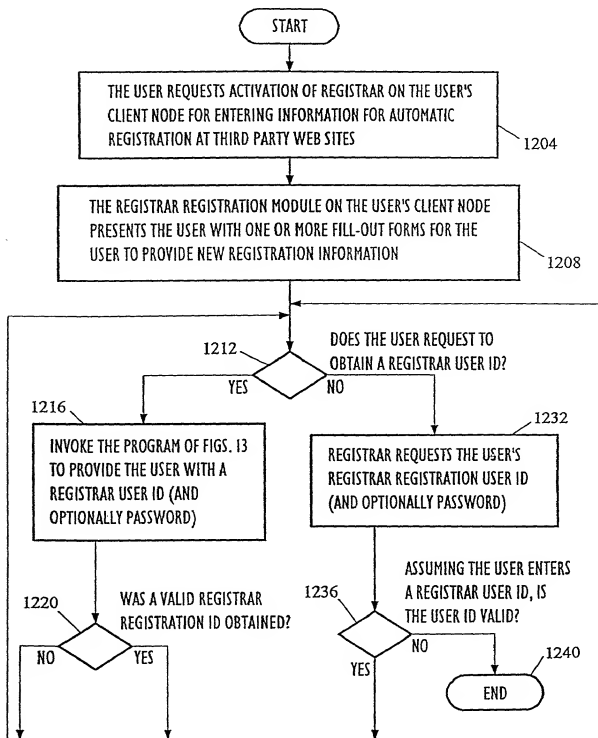 START
THE USER REQUESTS ACTIVATION OF REGISTRAR ON THE USER'S
CLIENT NODE FOR ENTERING INFORMATION FOR AUTOMATIC
REGISTRATION AT THIRD PARTY WEB SITES
1204
THE REGISTRAR REGISTRATION MODULE ON THE USER'S CLIENT NODE
PRESENTS THE USER WITH ONE OR MORE FILL-OUT FORMS FOR THE
USER TO PROVIDE NEW REGISTRATION INFORMATION
1208
DOES THE USER REQUEST TO
OBTAIN A REGISTRAR USER ID?
1212
YES
NO
1216
INVOKE THE PROGRAM OF FIGS. 13
TO PROVIDE THE USER WITH A
REGISTRAR USER ID (AND
OPTIONALLY PASSWORD)
1232
REGISTRAR REQUESTS THE USER'S
REGISTRAR REGISTRATION USER ID
(AND OPTIONALLY PASSWORD)
1220
WAS A VALID REGISTRAR
REGISTRATION ID OBTAINED?
NO
YES
1236
ASSUMING THE USER ENTERS
A REGISTRAR USER ID, IS
THE USER ID VALID?
NO
YES
1240
END